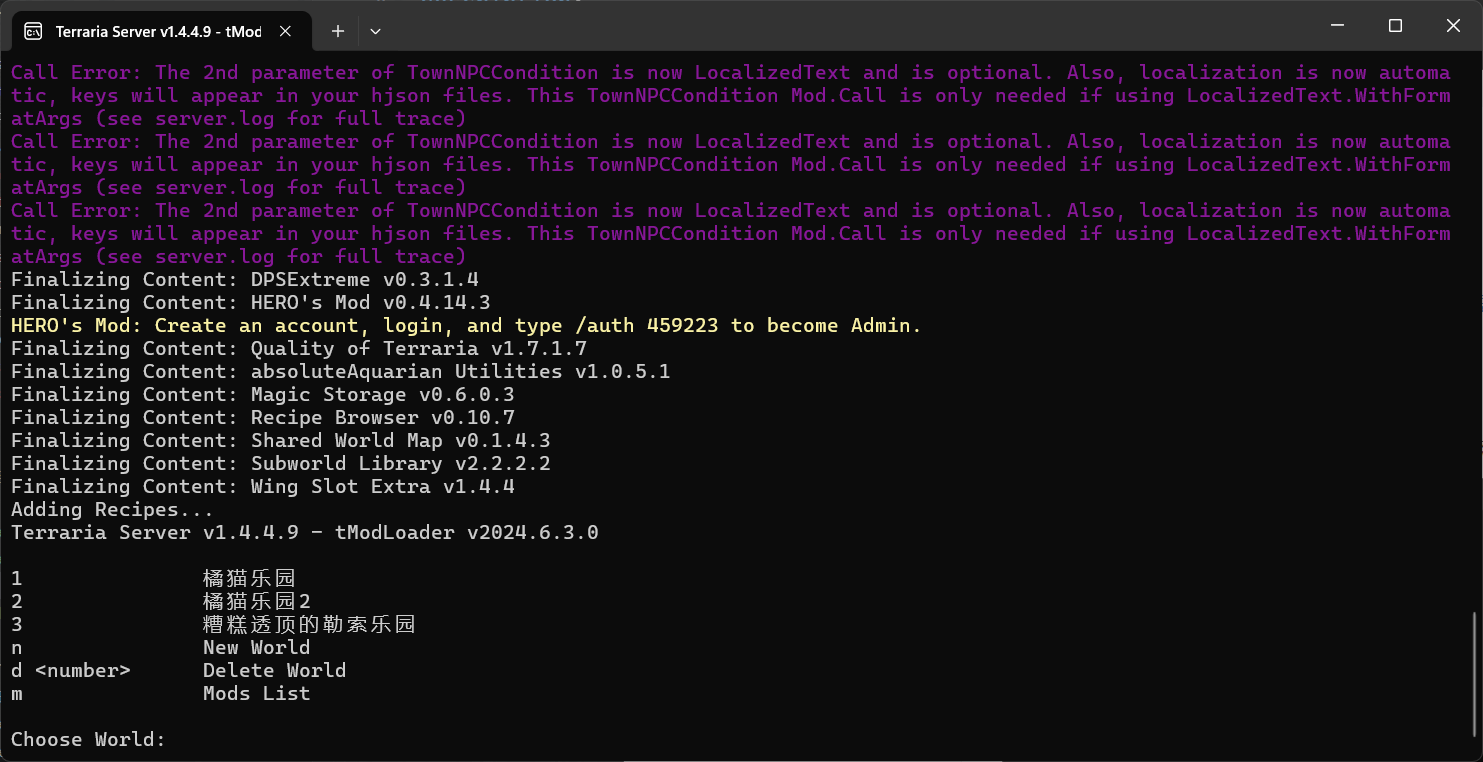 Terraria Server v1.4.4.9 - tMod
Call Error: The 2nd parameter of TownNPCCondition is now LocalizedText and is optional. Also, localization is now automa
tic, keys will appear in your hjson files. This TownNPCCondition Mod.Call is only needed if using LocalizedText.WithForm
atArgs (see server.log for full trace)
Call Error: The 2nd parameter of TownNPCCondition is now LocalizedText and is optional. Also, localization is now automa
tic, keys will appear in your hjson files. This TownNPCCondition Mod.Call is only needed if using LocalizedText.WithForm
atArgs (see server.log for full trace)
Call Error: The 2nd parameter of TownNPCCondition is now LocalizedText and is optional. Also, localization is now automa
tic, keys will appear in your hjson files. This TownNPCCondition Mod.Call is only needed if using LocalizedText.WithForm
atArgs (see server.log for full trace)
Finalizing Content: DPSExtreme v0.3.1.4
Finalizing Content: HERO's Mod v0.4.14.3
HERO's Mod: Create an account, login, and type /auth 459223 to become Admin.
Finalizing Content: Quality of Terraria v1.7.1.7
Finalizing Content: absoluteAquarian Utilities v1.0.5.1
Finalizing Content: Magic Storage v0.6.0.3
Finalizing Content: Recipe Browser v0.10.7
Finalizing Content: Shared World Map v0.1.4.3
Finalizing Content: Subworld Library v2.2.2.2
Finalizing Content: Wing Slot Extra v1.4.4
Adding Recipes...
Terraria Server v1.4.4.9 - tModLoader v2024.6.3.0
1 橘猫乐园
2 橘猫乐园2
3 糟糕透顶的勒索乐园
n New World
d <number> Delete World
m Mods List
Choose World: